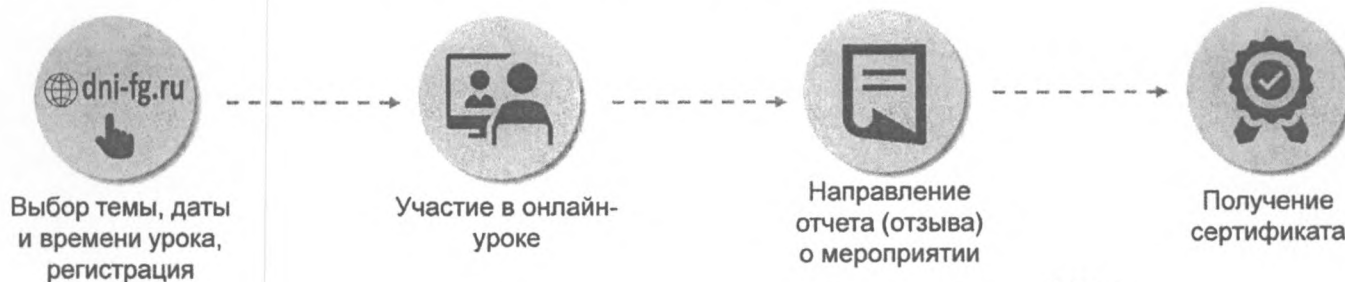 dni-fg.ru
Выбор темы, даты
и времени урока,
регистрация
Участие в онлайн-
уроке
Направление
отчета (отзыва)
о мероприятии
Получение
сертификата